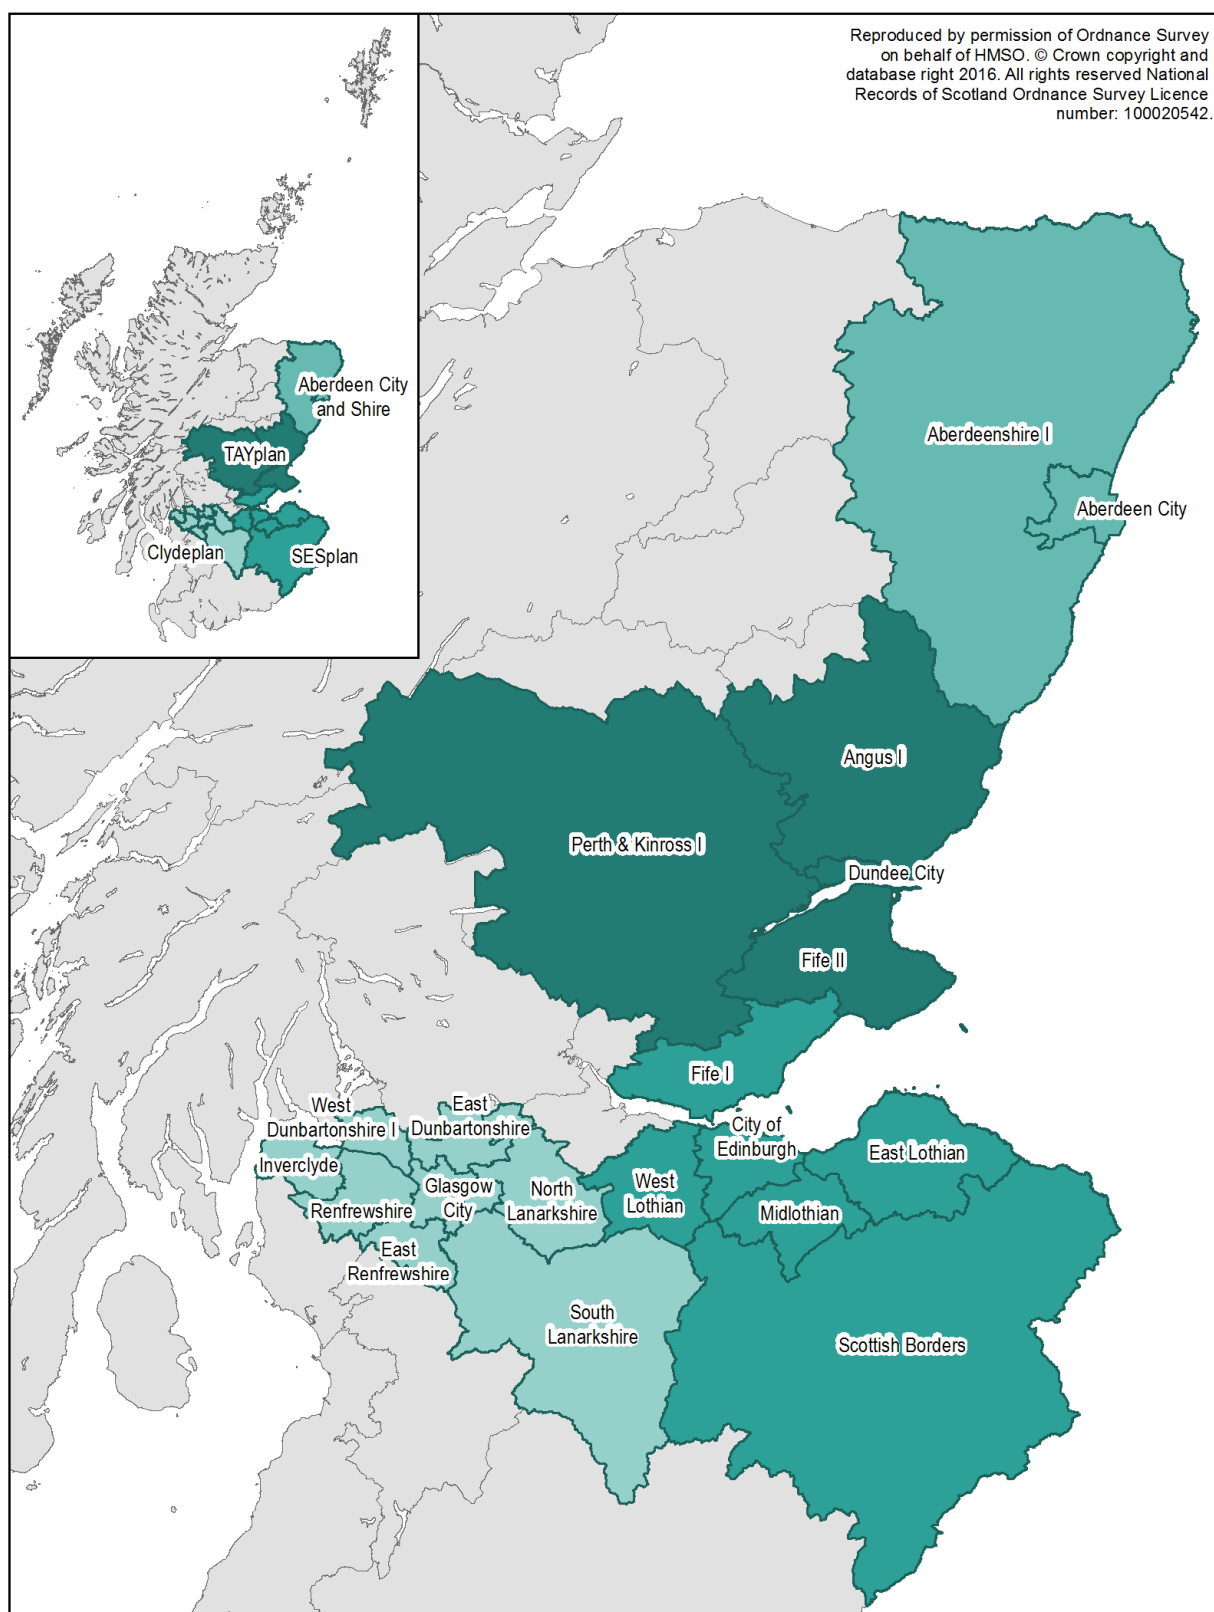 Reproduced by permission of Ordnance Survey
on behalf of HMSO. © Crown copyright and
database right 2016. All rights reserved National
Records of Scotland Ordnance Survey Licence
number: 100020542.
Aberdeen City
and Shire
TAYplan
Clydeplan
SESplan
Aberdeenshire I
Aberdeen City
Angus I
Perth & Kinross I
Dundee City
Fife II
Fife I
West
Dunbartonshire I
East
Dunbartonshire
City of
Edinburgh
East Lothian
Inverclyde
Glasgow
City
North
Lanarkshire
West
Lothian
Midlothian
Renfrewshire
East
Renfrewshire
South
Lanarkshire
Scottish Borders